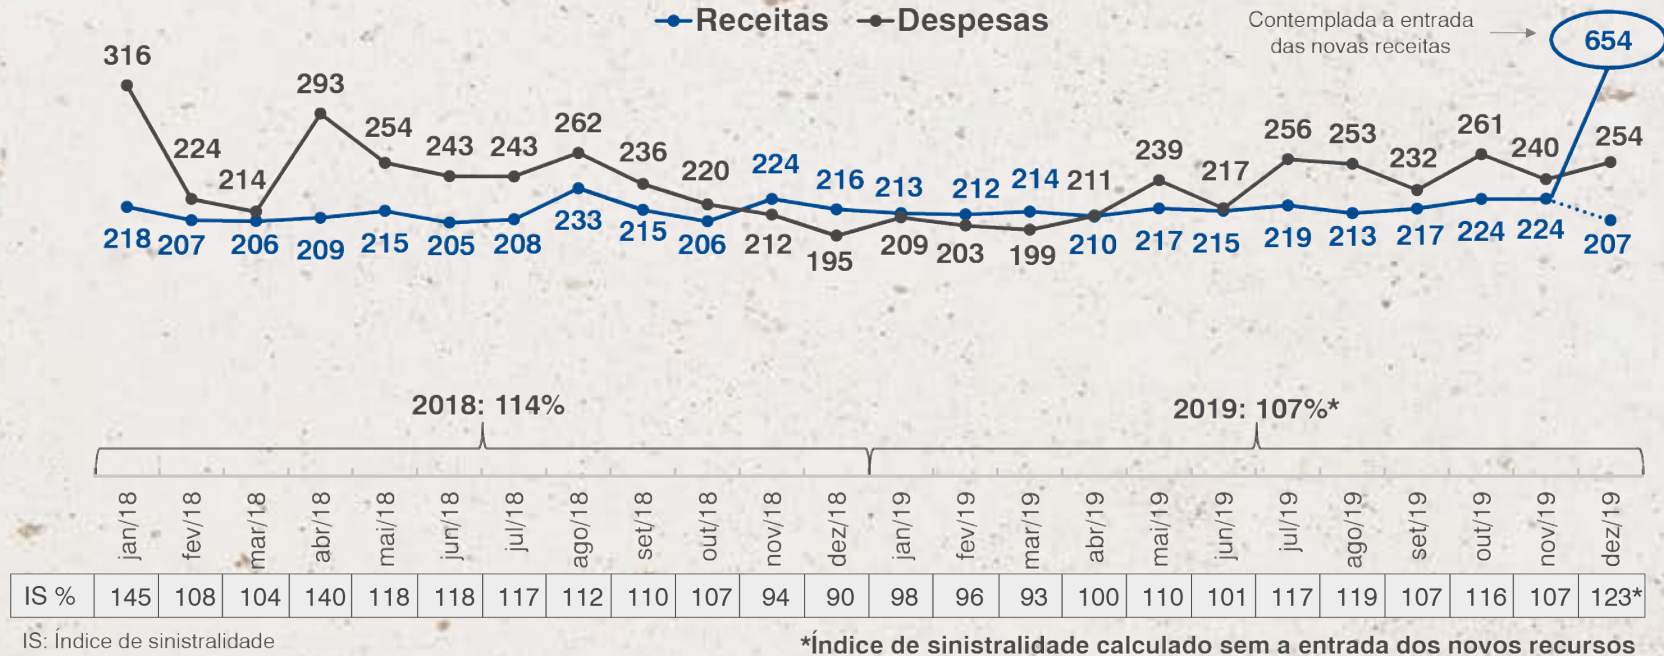 Receitas Despesas
Contemplada a entrada
das novas receitas
654
316 224 214 293 254 243 243 262 236 220 212 195 209 203 199 211 239 217 256 253 232 261 240 254
218 207 206 209 215 205 208 233 215 206 224 216 213 212 214 210 217 215 219 213 217 224 224 207
2018: 114% 2019: 107%*
jan/18 fev/18 mar/18 abr/18 mai/18 jun/18 jul/18 ago/18 set/18 out/18 nov/18 dez/18 jan/19 fev/19 mar/19 abr/19 mai/19 jun/19 jul/19 ago/19 set/19 out/19 nov/19 dez/19
IS % 145 108 104 140 118 118 117 112 110 107 94 90 98 96 93 100 110 101 117 119 107 116 107 123*
IS: Índice de sinistralidade
*Índice de sinistralidade calculado sem a entrada dos novos recursos